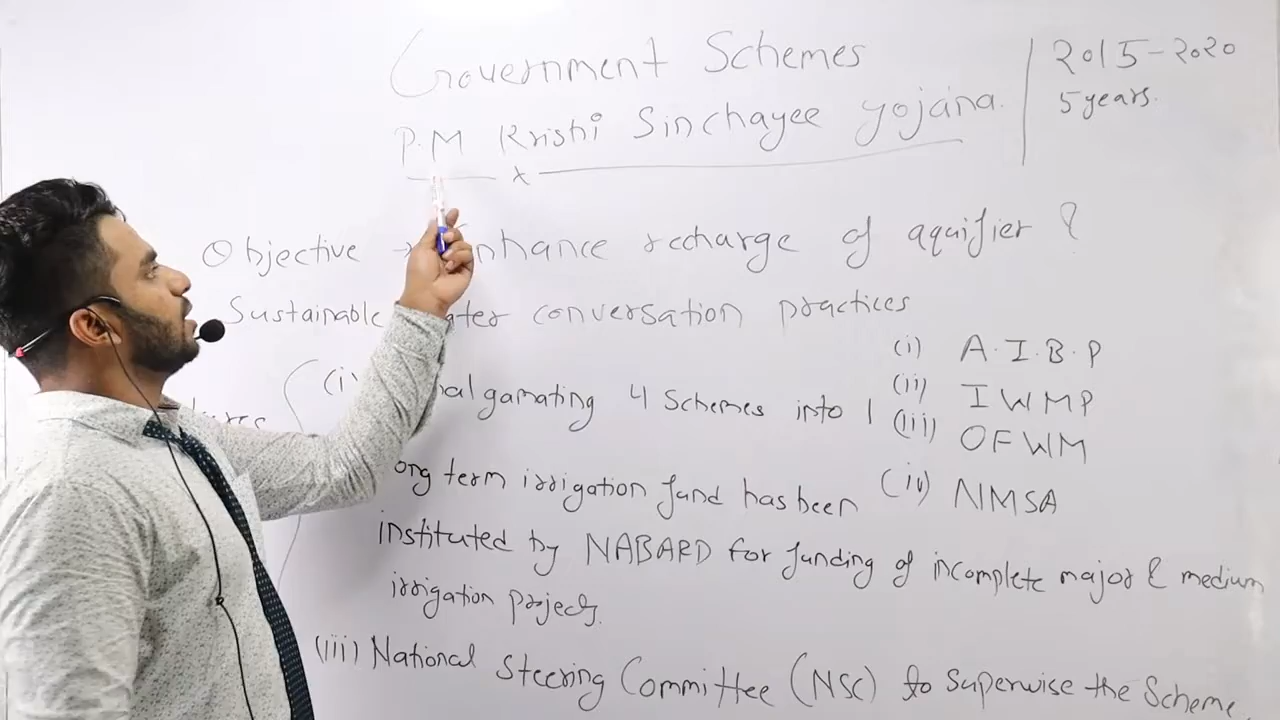 Government Schemes
P.M Krishi Sinchayee yojana.
2015-2020
5 years.
Objective → Enhance recharge of aquifier &
Sustainable water conversation practices
(i) amalgamating 4 Schemes into 1
(i) A.I.B.P
(ii) IWMP
(iii) OFWM
(iv) NMSA
ong term irrigation fund has been
instituted by NABARD for funding of incomplete major & medium
irrigation projects.
(iii) National Steering Committee (NSC) to Superwise the Scheme.